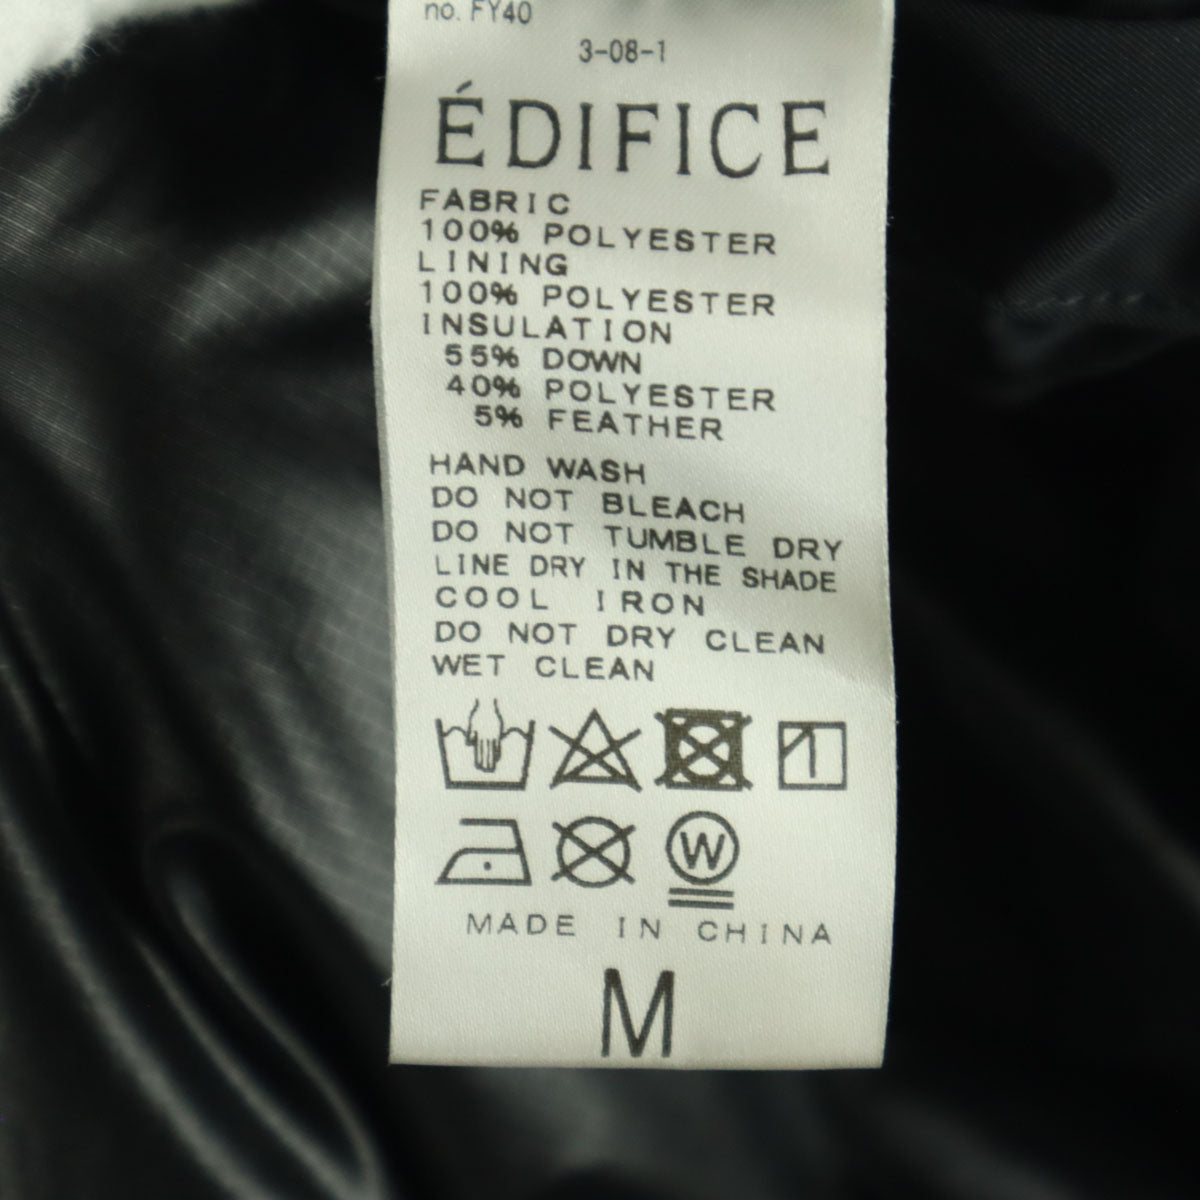 no. FY40
3-08-1
ÉDIFICE
FABRIC
100% POLYESTER
LINING
100% POLYESTER
INSULATION
55% DOWN
40% POLYESTER
5% FEATHER
HAND WASH
DO NOT BLEACH
DO NOT TUMBLE DRY
LINE DRY IN THE SHADE
COOL IRON
DO NOT DRY CLEAN
WET CLEAN
W
MADE IN CHINA
M